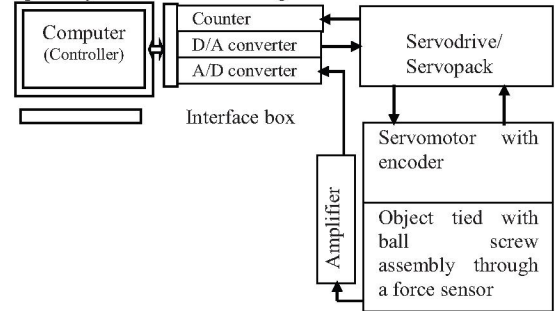 Computer
(Controller)
Counter
D/A converter
A/D converter
Interface box
Servodrive/
Servopack
Servomotor with
encoder
Amplifier
Object tied with
ball screw
assembly through
a force sensor